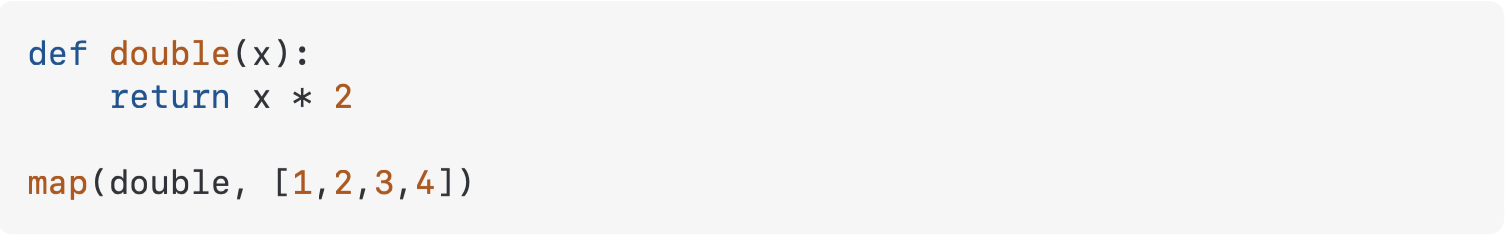 def double(x):
    return x * 2
map(double, [1,2,3,4])